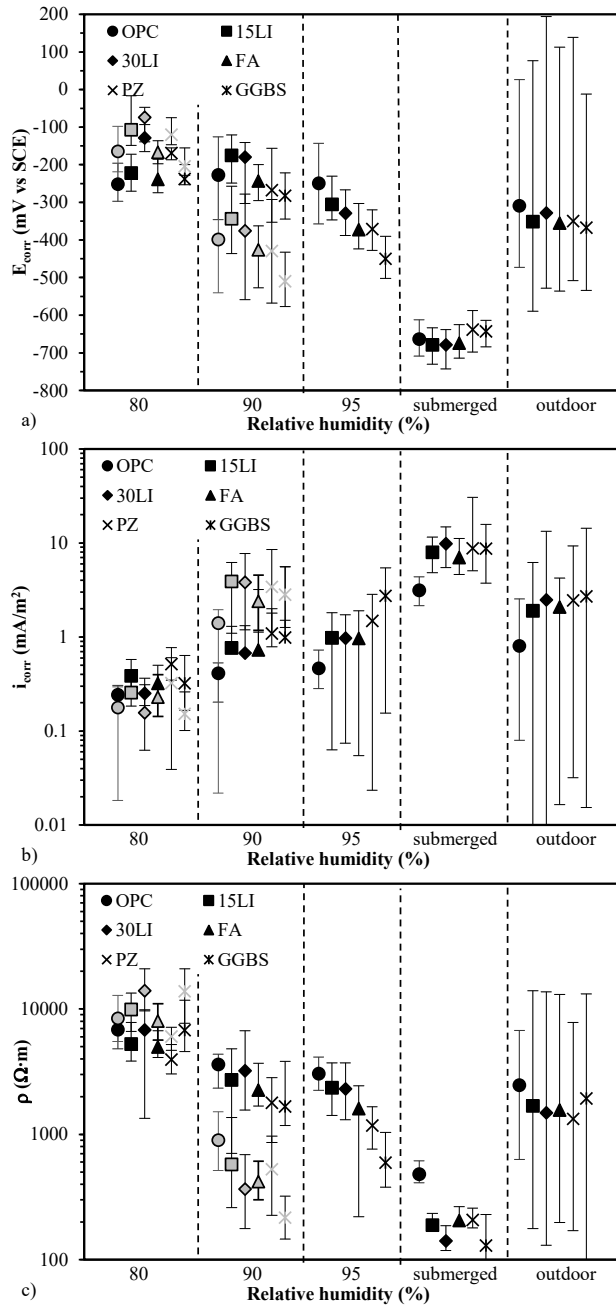 200
100
0
-100
-200
-300
-400
-500
-600
-700
-800
E_corr (mV vs SCE)
OPC 15LI
30LI FA
PZ GGBS
80 90 95 submerged outdoor
Relative humidity (%)
a)
100
10
1
0.1
0.01
i_corr (mA/m²)
OPC 15LI
30LI FA
PZ GGBS
80 90 95 submerged outdoor
Relative humidity (%)
b)
100000
10000
1000
100
ρ (Ω·m)
OPC 15LI
30LI FA
PZ GGBS
80 90 95 submerged outdoor
Relative humidity (%)
c)